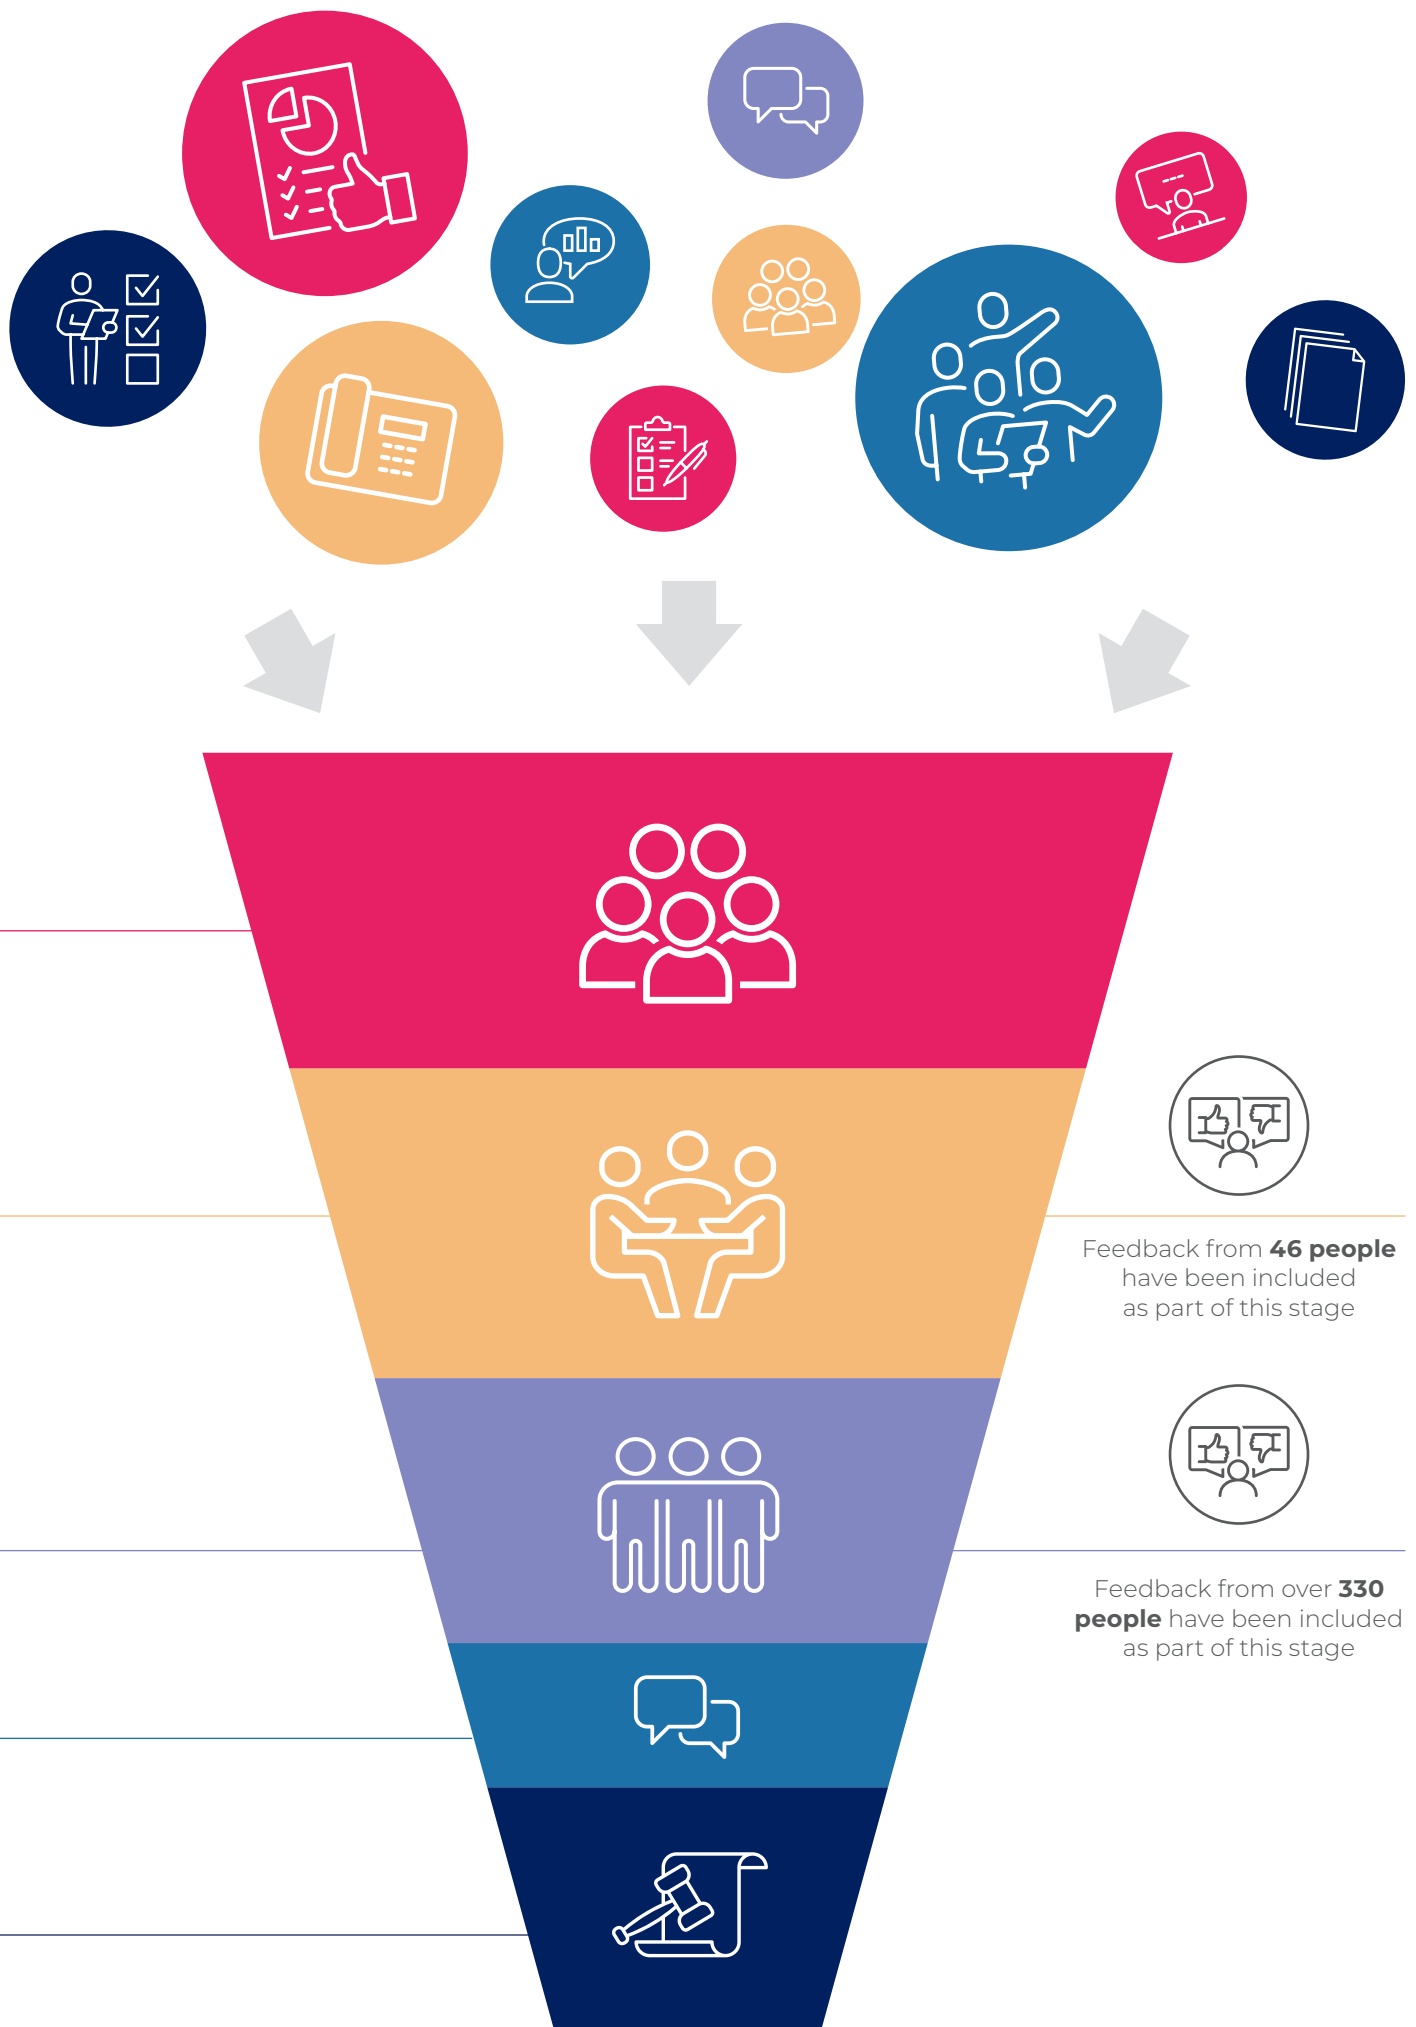 Feedback from 46 people
have been included
as part of this stage
Feedback from over 330
people have been included
as part of this stage